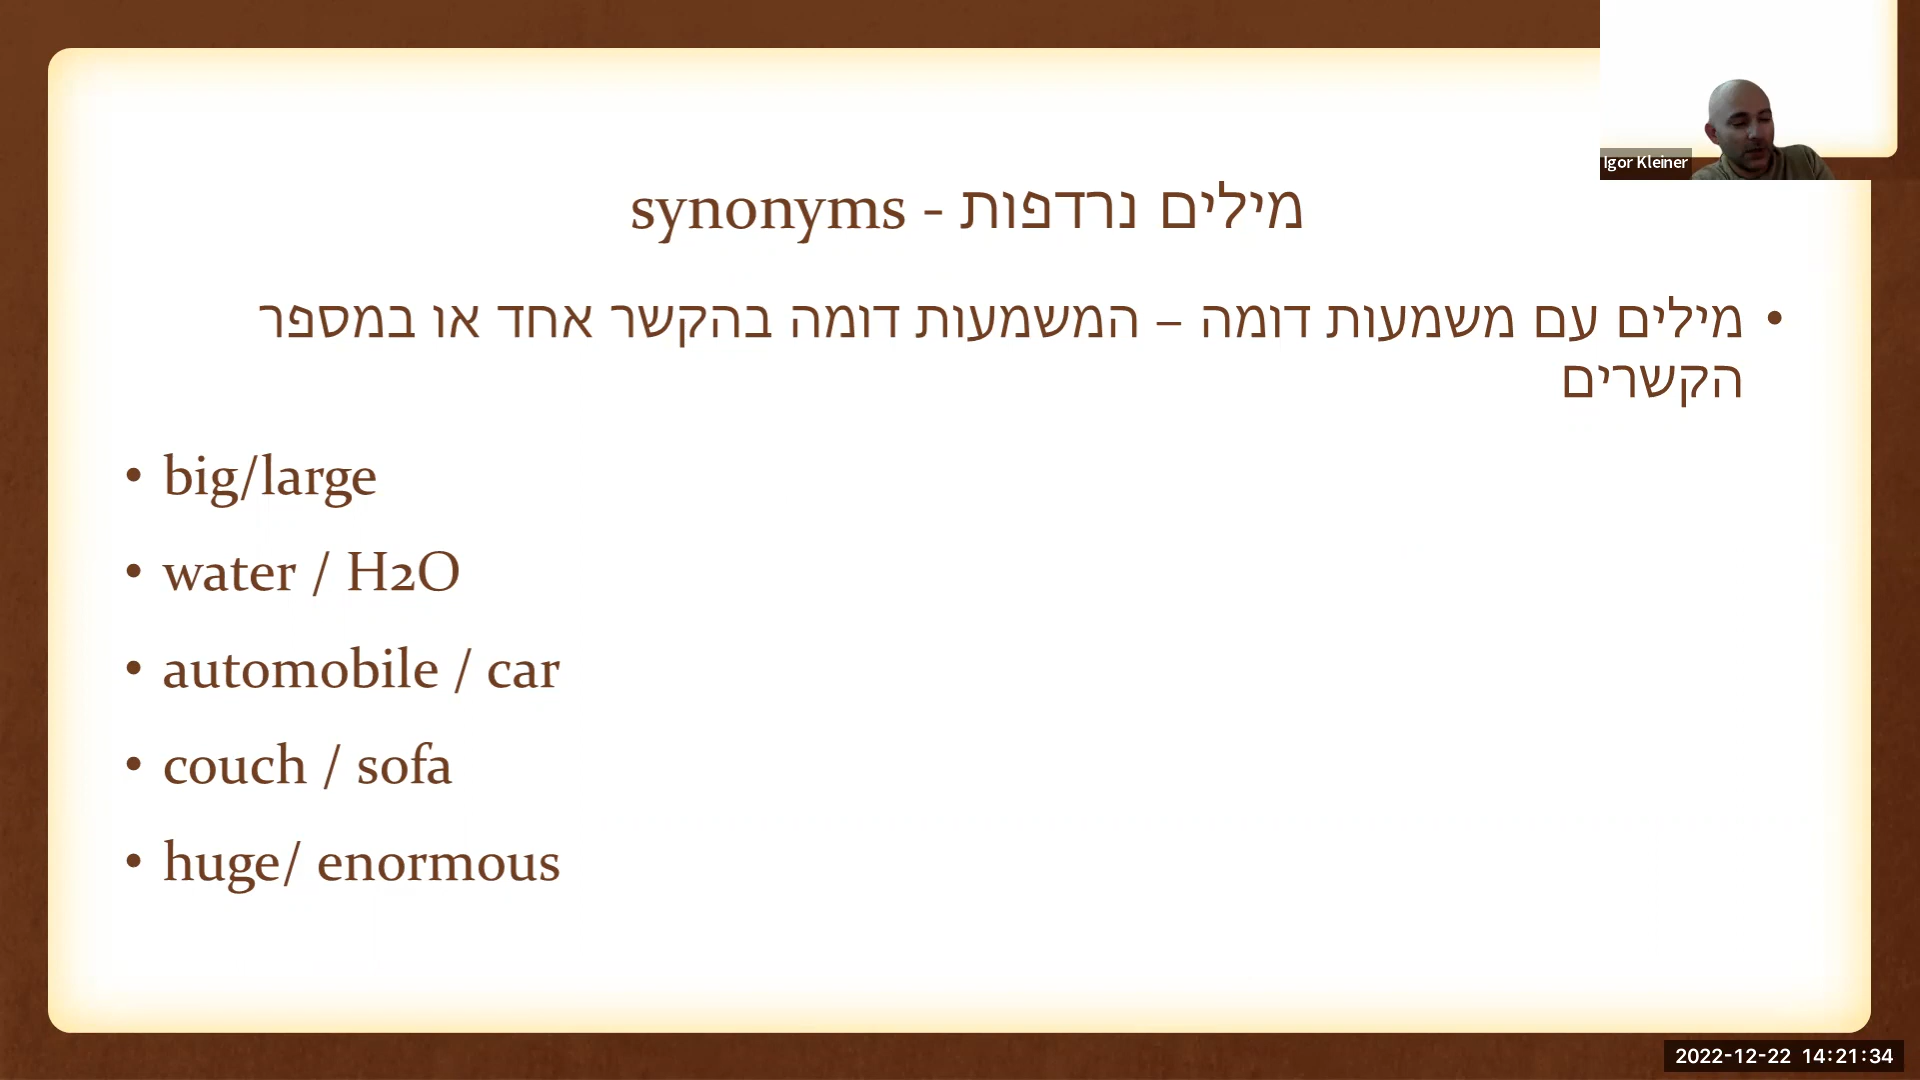 Igor Kleiner
מילים נרדפות - synonyms
• מילים עם משמעות דומה – המשמעות דומה בהקשר אחד או במספר
הקשרים
• big/large
• water / H2O
• automobile / car
• couch / sofa
• huge/ enormous
2022-12-22 14:21:34